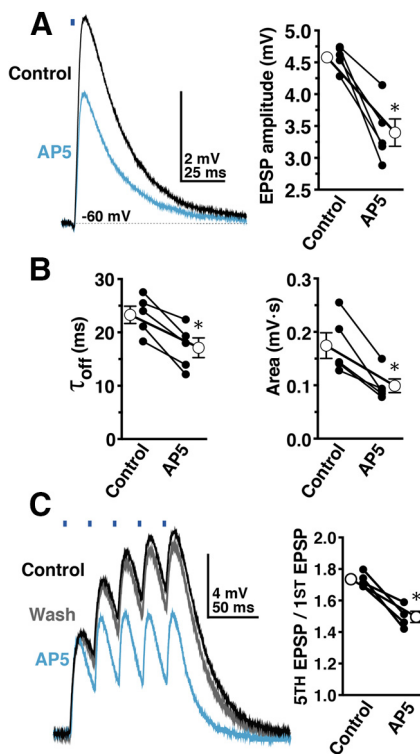 A
Control
AP5
2 mV
25 ms
-60 mV
EPSP amplitude (mV)
5.0
4.5
4.0
3.5
3.0
2.5
*
Control
AP5
B
τoff (ms)
30
20
10
0
*
Control
AP5
Area (mV·s)
0.3
0.2
0.1
0.0
*
Control
AP5
C
Control
Wash
AP5
4 mV
50 ms
5TH EPSP / 1ST EPSP
2.0
1.8
1.6
1.4
1.2
1.0
*
Control
AP5